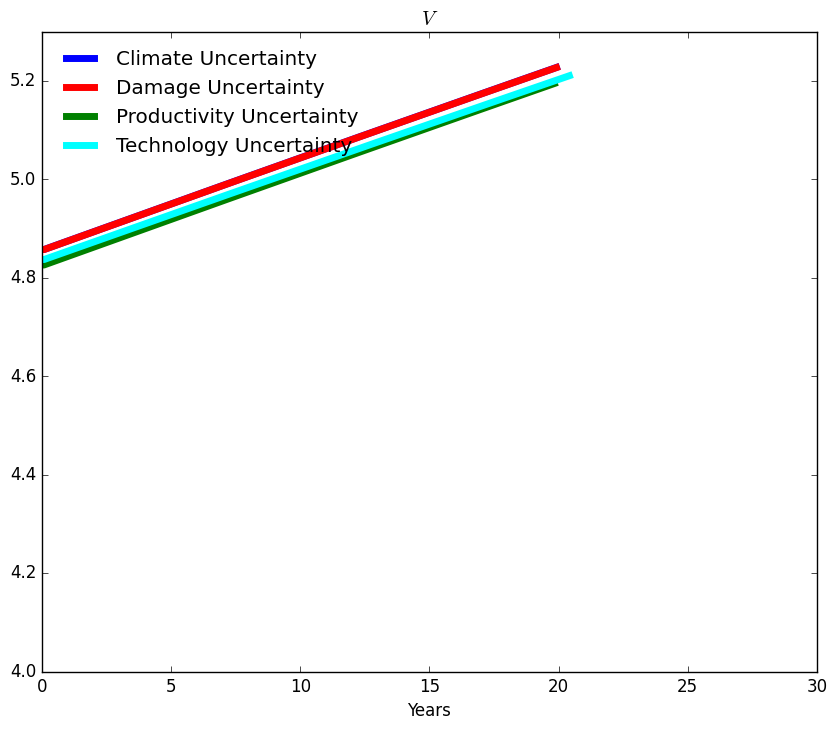 V
Climate Uncertainty
Damage Uncertainty
Productivity Uncertainty
Technology Uncertainty
5.2
5.0
4.8
4.6
4.4
4.2
4.0
0 5 10 15 20 25 30
Years